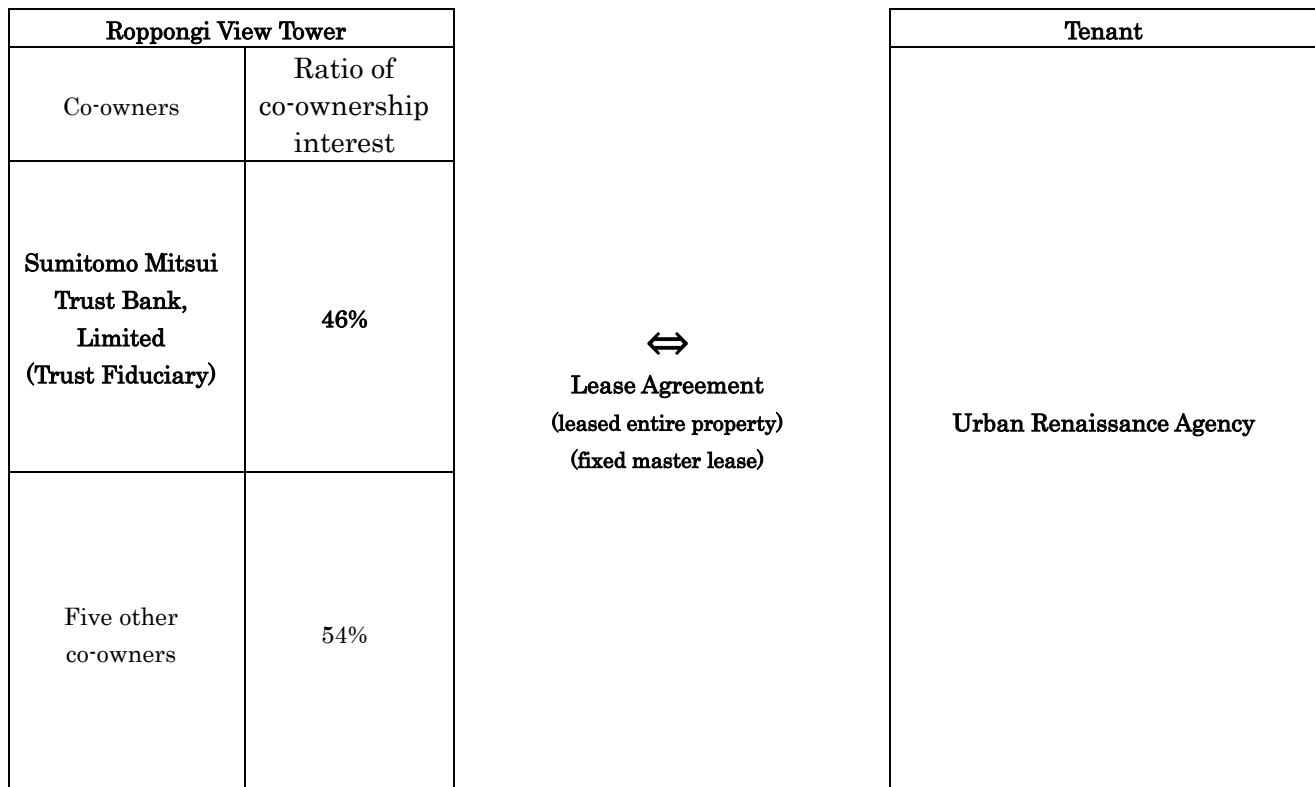 Roppongi View Tower
Co-owners
Ratio of
co-ownership
interest
Sumitomo Mitsui
Trust Bank,
Limited
(Trust Fiduciary)
46%
Five other
co-owners
54%
⇔
Lease Agreement
(leased entire property)
(fixed master lease)
Tenant
Urban Renaissance Agency